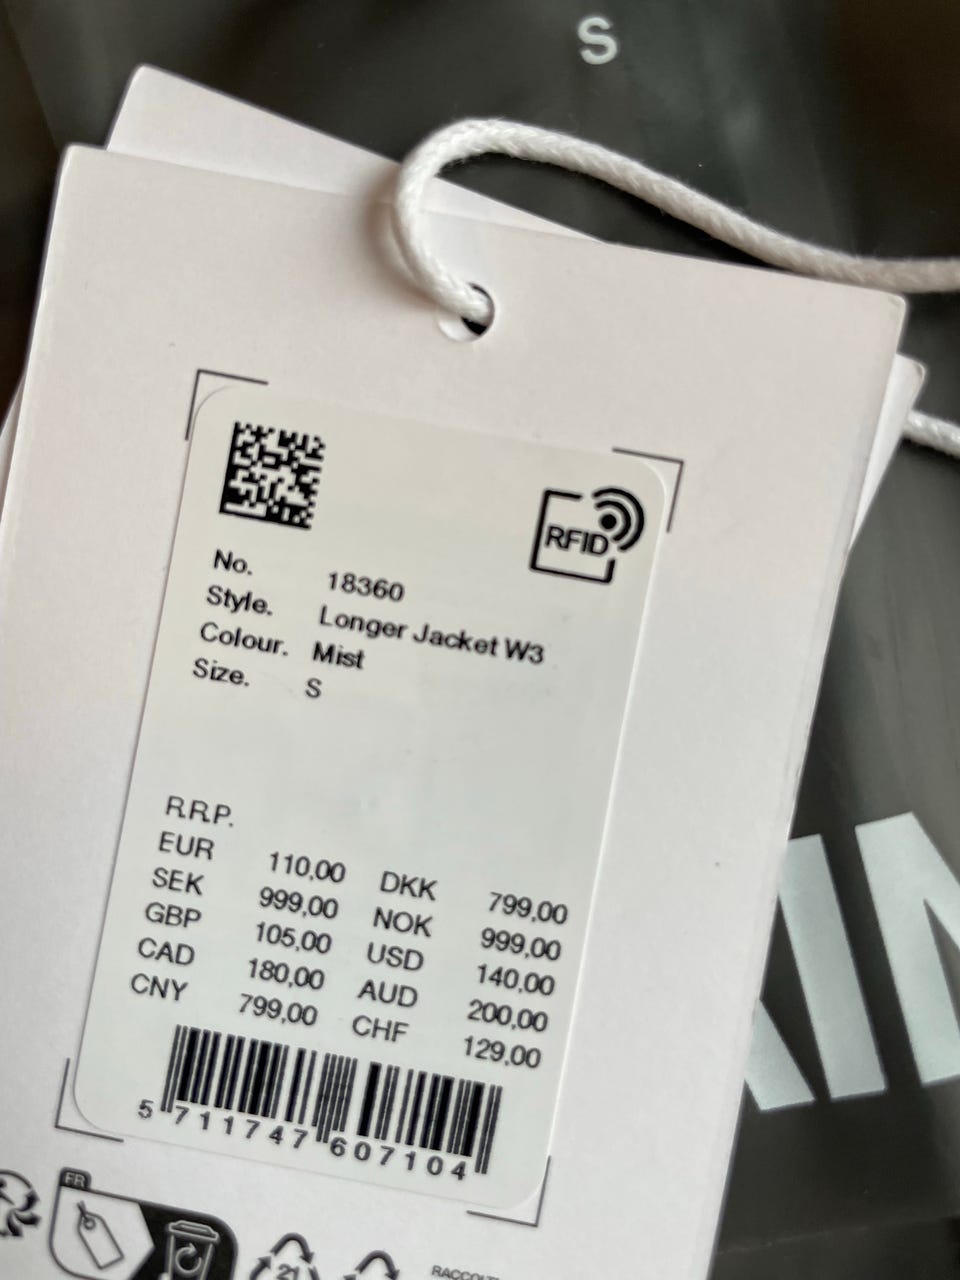 S
RFID
No. 18360
Style. Longer Jacket W3
Colour. Mist
Size. S
R.R.P.
EUR 110,00 DKK 799,00
SEK 999,00 NOK 999,00
GBP 105,00 USD 140,00
CAD 180,00 AUD 200,00
CNY 799,00 CHF 129,00
5 711747 607104
FR
21